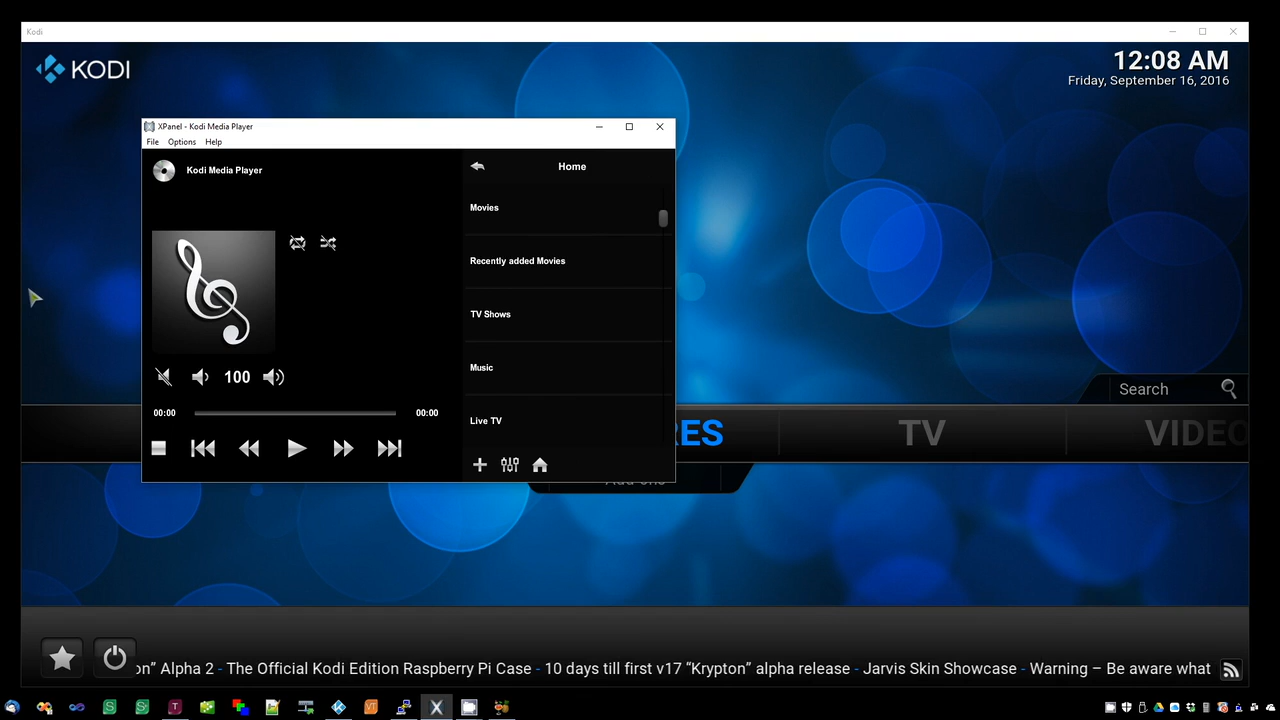 Kodi
KODI
12:08 AM
Friday, September 16, 2016
XPanel - Kodi Media Player
File Options Help
Kodi Media Player
Home
Movies
Recently added Movies
TV Shows
Music
Live TV
100
00:00 00:00
Search
RES TV VIDEO
Add-ons
on” Alpha 2 - The Official Kodi Edition Raspberry Pi Case - 10 days till first v17 “Krypton” alpha release - Jarvis Skin Showcase - Warning – Be aware what